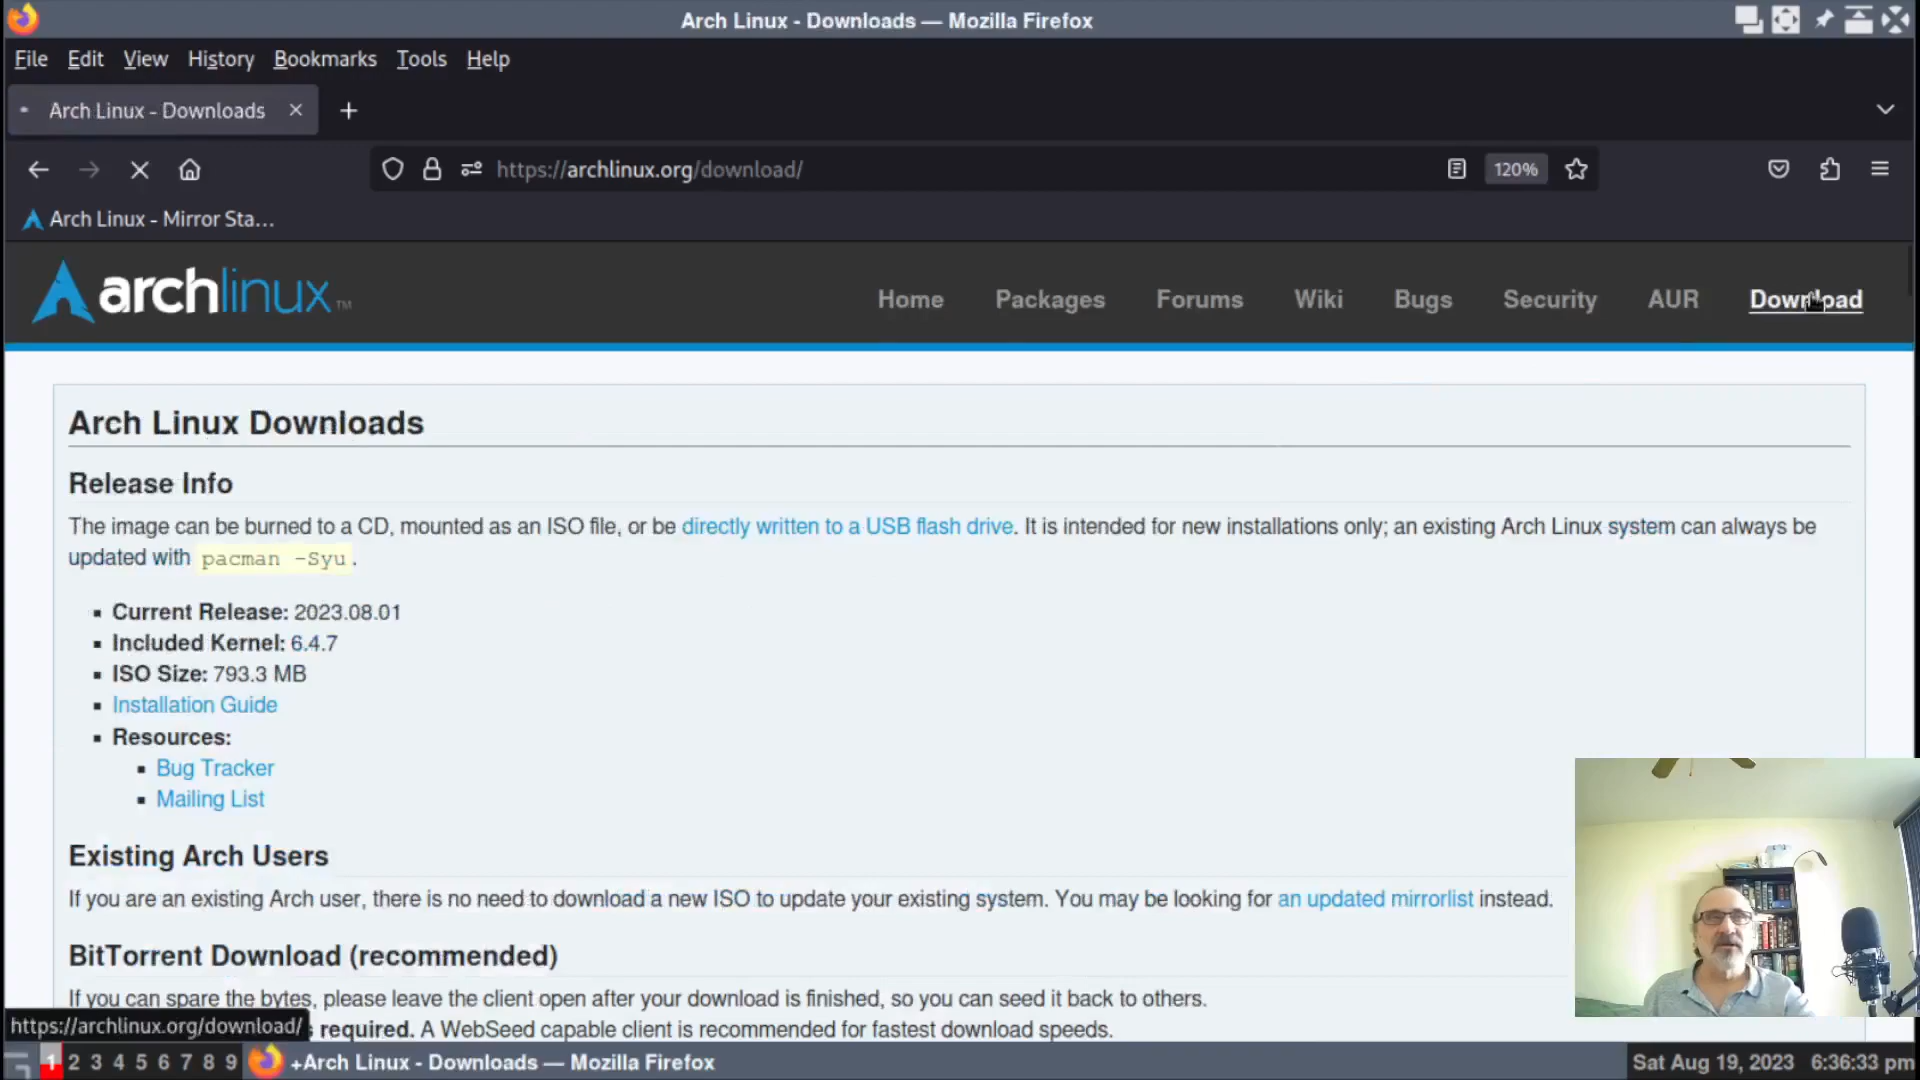 Arch Linux - Downloads — Mozilla Firefox
File Edit View History Bookmarks Tools Help
Arch Linux - Downloads
https://archlinux.org/download/
120%
Arch Linux - Mirror Sta…
archlinux™
Home Packages Forums Wiki Bugs Security AUR Download
Arch Linux Downloads
Release Info
The image can be burned to a CD, mounted as an ISO file, or be directly written to a USB flash drive. It is intended for new installations only; an existing Arch Linux system can always be
updated with pacman -Syu.
Current Release: 2023.08.01
Included Kernel: 6.4.7
ISO Size: 793.3 MB
Installation Guide
Resources:
Bug Tracker
Mailing List
Existing Arch Users
If you are an existing Arch user, there is no need to download a new ISO to update your existing system. You may be looking for an updated mirrorlist instead.
BitTorrent Download (recommended)
If you can spare the bytes, please leave the client open after your download is finished, so you can seed it back to others.
https://archlinux.org/download/ required. A WebSeed capable client is recommended for fastest download speeds.
1 2 3 4 5 6 7 8 9 +Arch Linux - Downloads — Mozilla Firefox Sat Aug 19, 2023 6:36:33 pm